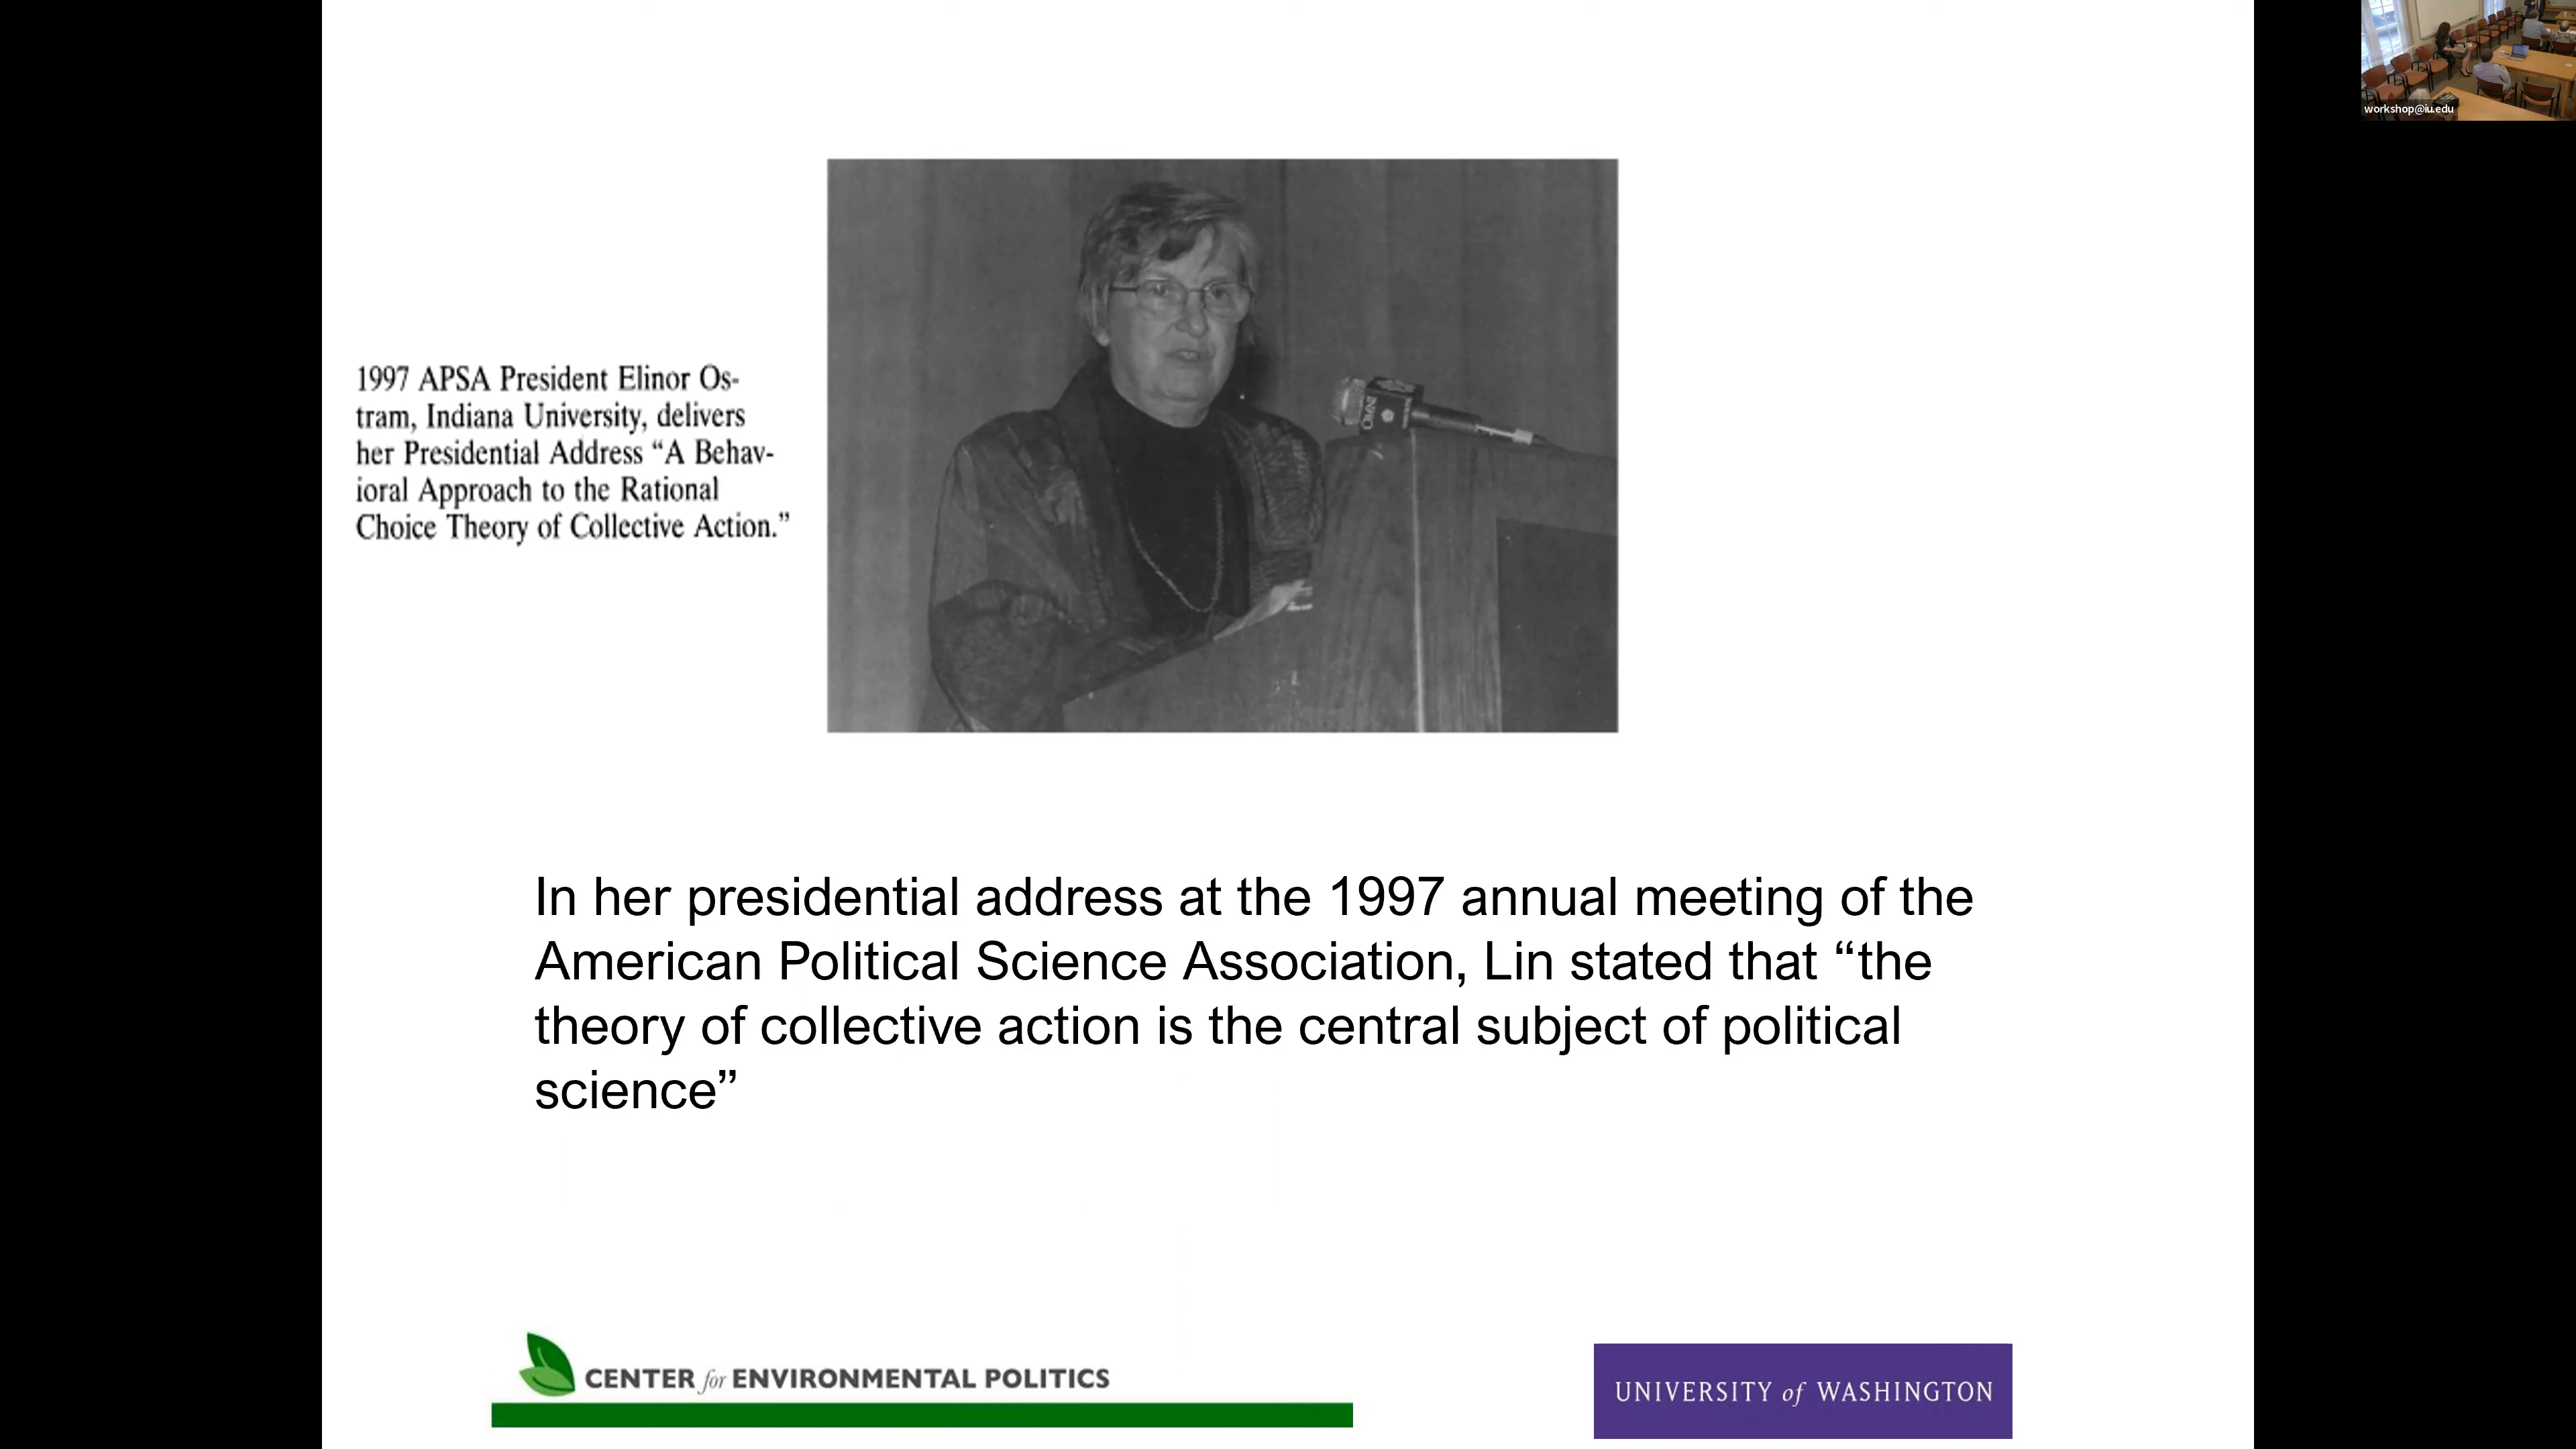 workshop@iu.edu
1997 APSA President Elinor Os-
tram, Indiana University, delivers
her Presidential Address “A Behav-
ioral Approach to the Rational
Choice Theory of Collective Action.”
In her presidential address at the 1997 annual meeting of the
American Political Science Association, Lin stated that “the
theory of collective action is the central subject of political
science”
CENTER for ENVIRONMENTAL POLITICS
UNIVERSITY of WASHINGTON